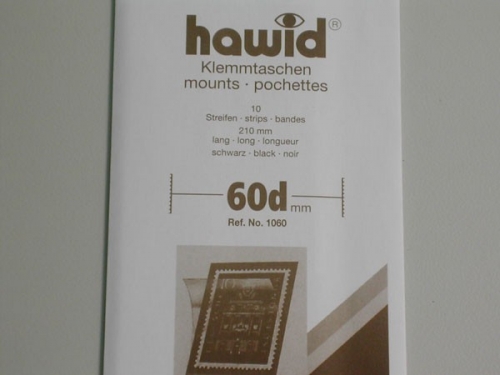 hawid®
Klemmtaschen
mounts · pochettes
10
Streifen · strips · bandes
210 mm
lang · long · longueur
schwarz · black · noir
60d mm
Ref. No. 1060